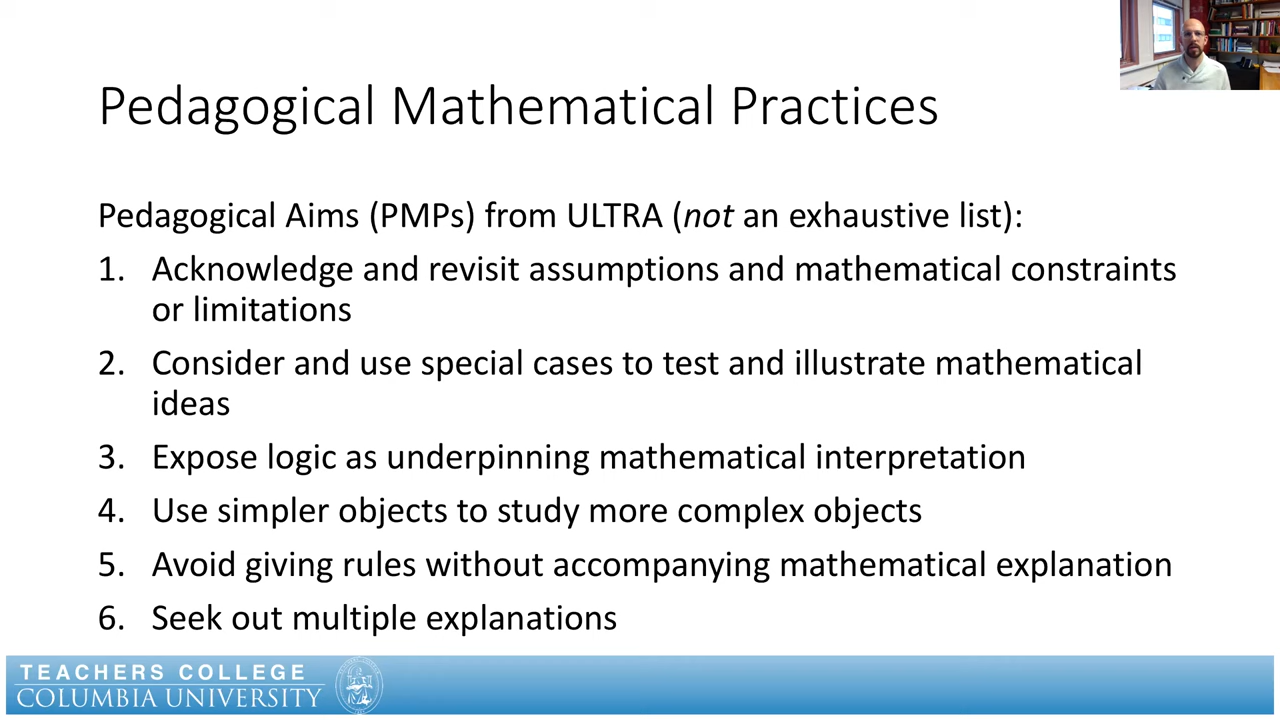 Pedagogical Mathematical Practices
Pedagogical Aims (PMPs) from ULTRA (not an exhaustive list):
1. Acknowledge and revisit assumptions and mathematical constraints
or limitations
2. Consider and use special cases to test and illustrate mathematical
ideas
3. Expose logic as underpinning mathematical interpretation
4. Use simpler objects to study more complex objects
5. Avoid giving rules without accompanying mathematical explanation
6. Seek out multiple explanations
TEACHERS COLLEGE
COLUMBIA UNIVERSITY